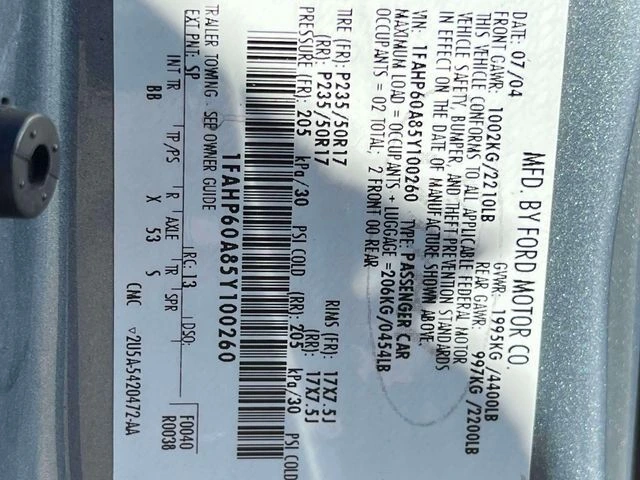 MFD. BY FORD MOTOR CO.
DATE: 07/04 GVWR: 1995KG/4400LB
FRONT GAWR: 1002KG/2210LB REAR GAWR: 997KG/2200LB
THIS VEHICLE CONFORMS TO ALL APPLICABLE FEDERAL MOTOR
VEHICLE SAFETY, BUMPER, AND THEFT PREVENTION STANDARDS
IN EFFECT ON THE DATE OF MANUFACTURE SHOWN ABOVE.
VIN: 1FAHP60A85Y100260 TYPE: PASSENGER CAR
MAXIMUM LOAD = OCCUPANTS + LUGGAGE = 206KG/0454LB
OCCUPANTS = 02 TOTAL; 2 FRONT 00 REAR
TIRE (FR): P235/50R17 RIMS (FR): 17X7.5J
(RR): P235/50R17 (RR): 17X7.5J
PRESSURE (FR): 205 kPa/30 PSI COLD (RR): 205 kPa/30 PSI COLD
1FAHP60A85Y100260
TRAILER TOWING - SEE OWNER GUIDE
EXT PNT: SP RC: 13 DSO: F0040
INT TR TP/PS R AXLE TR SPR R0038
BB X 53 S
CMC ▽2U5A-5420472-AA